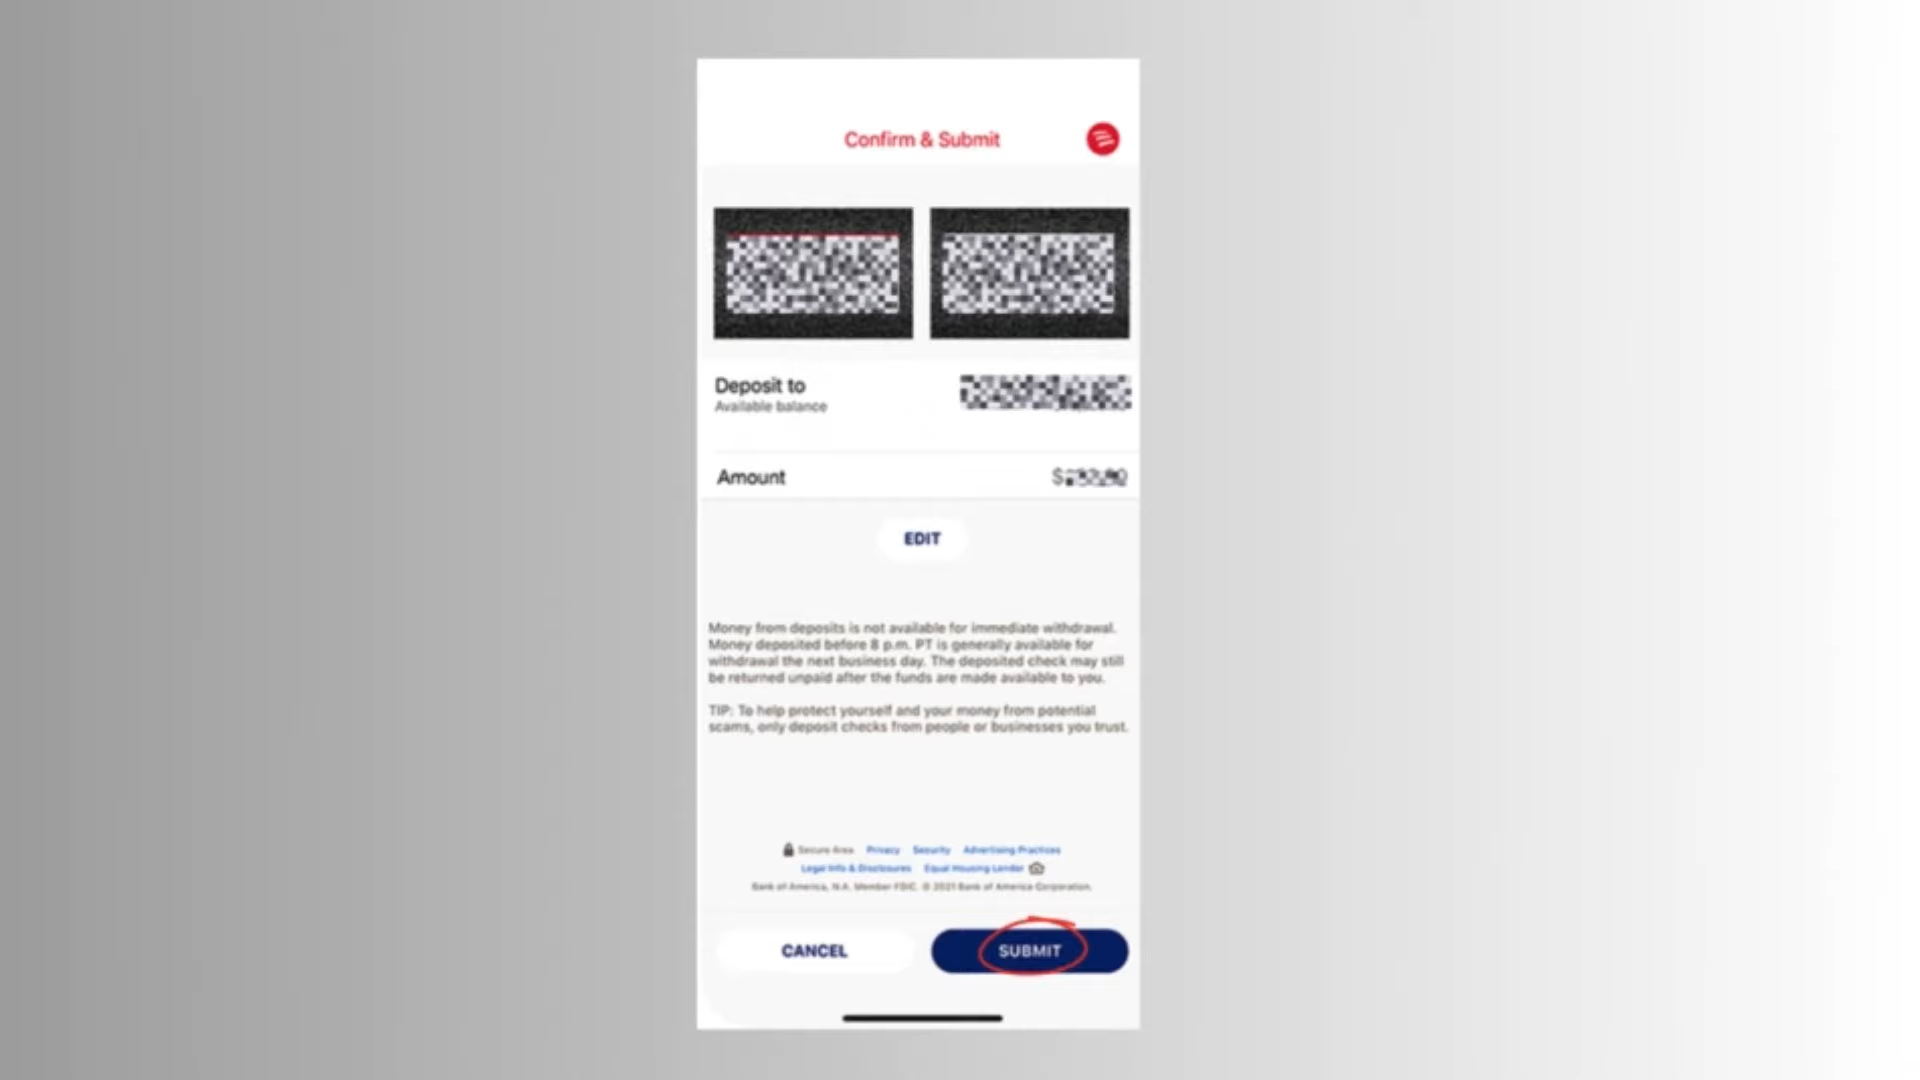 Confirm & Submit
Deposit to
Available balance
Amount
$
EDIT
Money from deposits is not available for immediate withdrawal.
Money deposited before 8 p.m. PT is generally available for
withdrawal the next business day. The deposited check may still
be returned unpaid after the funds are made available to you.
TIP: To help protect yourself and your money from potential
scams, only deposit checks from people or businesses you trust.
Secure Area Privacy Security Advertising Practices
Legal Info & Disclosures Equal Housing Lender
Bank of America, N.A. Member FDIC. © 2021 Bank of America Corporation.
CANCEL SUBMIT